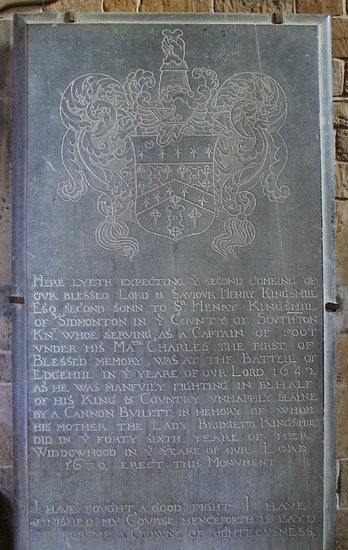 HERE LYETH EXPECTING Yͤ SECOND COMEING OF
OVR BLESSED LORD & SAVIOVR HENRY KINGSMILL
ESQ SECOND SONN TO Sᴿ HENRY KINGSMILL
OF SIDMONTON IN Yͤ COUNTY OF SOUTHTON
KNᵗ WHOE SERVING AS A CAPTAIN OF FOOT
VNDER HIS MAᵀᴵᴱ CHARLES THE FIRST OF
BLESSED MEMORY, WAS AT THE BATTELL OF
EDGEHILL IN Yͤ YEARE OF OVR LORD 1642
AS HE WAS MANFVLLY FIGHTING IN BEHALF
OF HIS KING & COUNTRY VNHAPPILY SLAINE
BY A CANNON BVLLETT, IN MEMORY OF WHOM
HIS MOTHER THE LADY BRIDGETT KINGSMILL
DID IN Yͤ FORTY SIXTH YEARE OF HER
WIDDOWHOOD IN Yͤ YEARE OF OVR LORD
1670 ERECT THIS MONVMENT
I HAVE FOVGHT A GOOD FIGHT I HAVE
FINISHED MY COVRSE HENCEFORTH IS LAYD
VP FOR ME A CROWNE OF RIGHTEOVSNESS